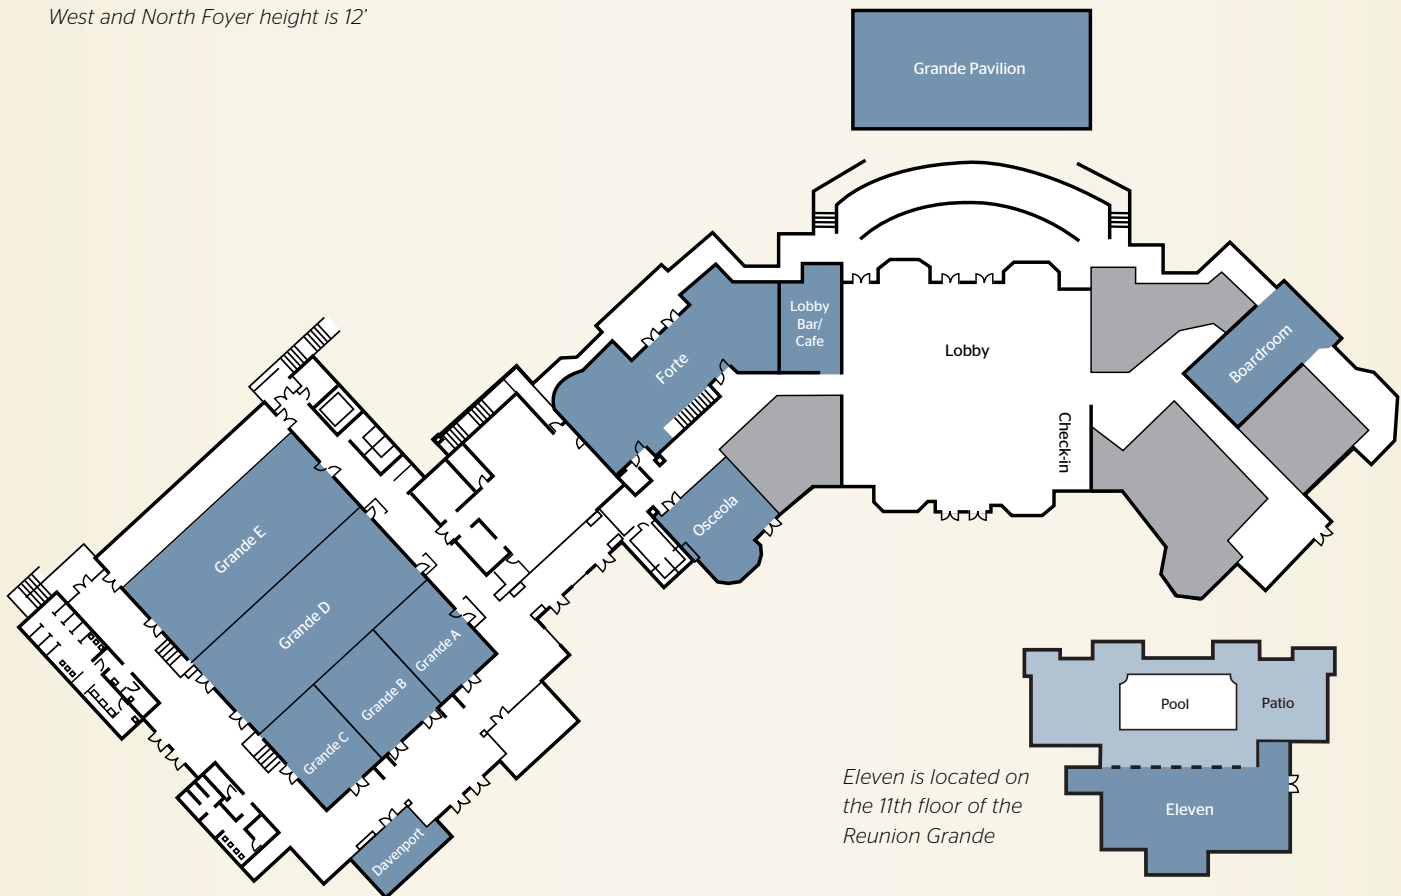 West and North Foyer height is 12’
Grande Pavilion
Lobby
Bar/
Cafe
Lobby
Forte
Boardroom
Check-in
Osceola
Grande E
Grande D
Grande A
Grande B
Grande C
Davenport
Pool
Patio
Eleven
Eleven is located on
the 11th floor of the
Reunion Grande